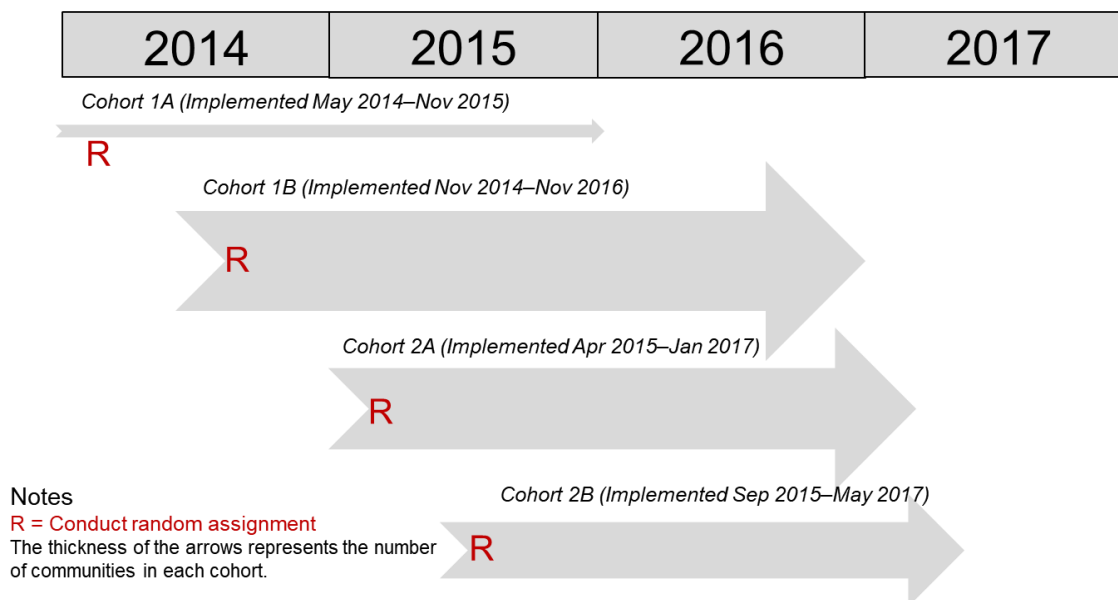 2014 2015 2016 2017
Cohort 1A (Implemented May 2014–Nov 2015)
R
Cohort 1B (Implemented Nov 2014–Nov 2016)
R
Cohort 2A (Implemented Apr 2015–Jan 2017)
R
Cohort 2B (Implemented Sep 2015–May 2017)
R
Notes
R = Conduct random assignment
The thickness of the arrows represents the number
of communities in each cohort.